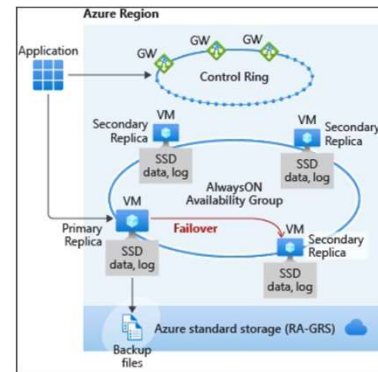 Azure Region
Application
GW
GW
GW
Control Ring
VM
Secondary
Replica
SSD
data, log
VM
Secondary
Replica
SSD
data, log
AlwaysON
Availability Group
VM
Primary
Replica
SSD
data, log
Failover
VM
Secondary
Replica
SSD
data, log
Azure standard storage (RA-GRS)
Backup
files